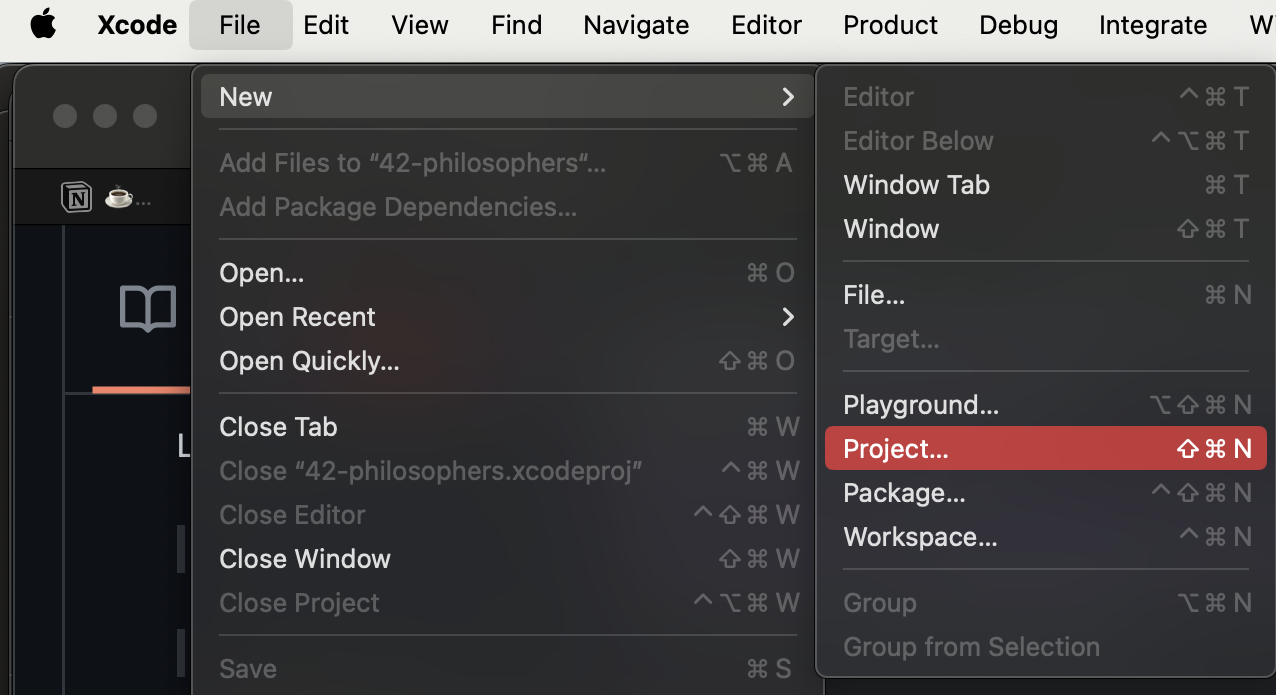 Xcode File Edit View Find Navigate Editor Product Debug Integrate
New
Add Files to “42-philosophers“... ⌥⌘A
Add Package Dependencies...
Open... ⌘O
Open Recent
Open Quickly... ⇧⌘O
Close Tab ⌘W
Close “42-philosophers.xcodeproj” ^⌘W
Close Editor ^⇧⌘W
Close Window ⇧⌘W
Close Project ^⌥⌘W
Save ⌘S
Editor ^⌘T
Editor Below ^⌥⌘T
Window Tab ⌘T
Window ⇧⌘T
File... ⌘N
Target...
Playground... ⌥⇧⌘N
Project... ⇧⌘N
Package... ^⇧⌘N
Workspace... ^⌘N
Group ⌥⌘N
Group from Selection
N
...